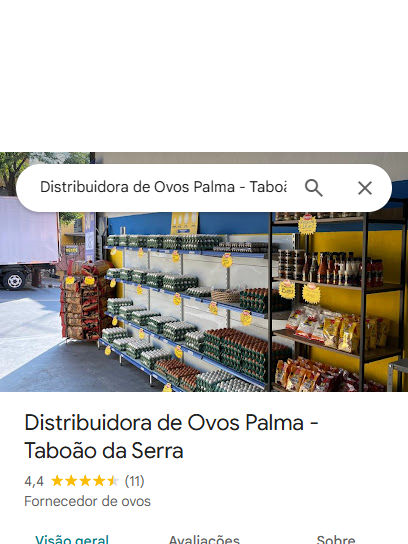 Distribuidora de Ovos Palma - Taboã
Distribuidora de Ovos Palma -
Taboão da Serra
4,4 (11)
Fornecedor de ovos
Visão geral Avaliações Sobre